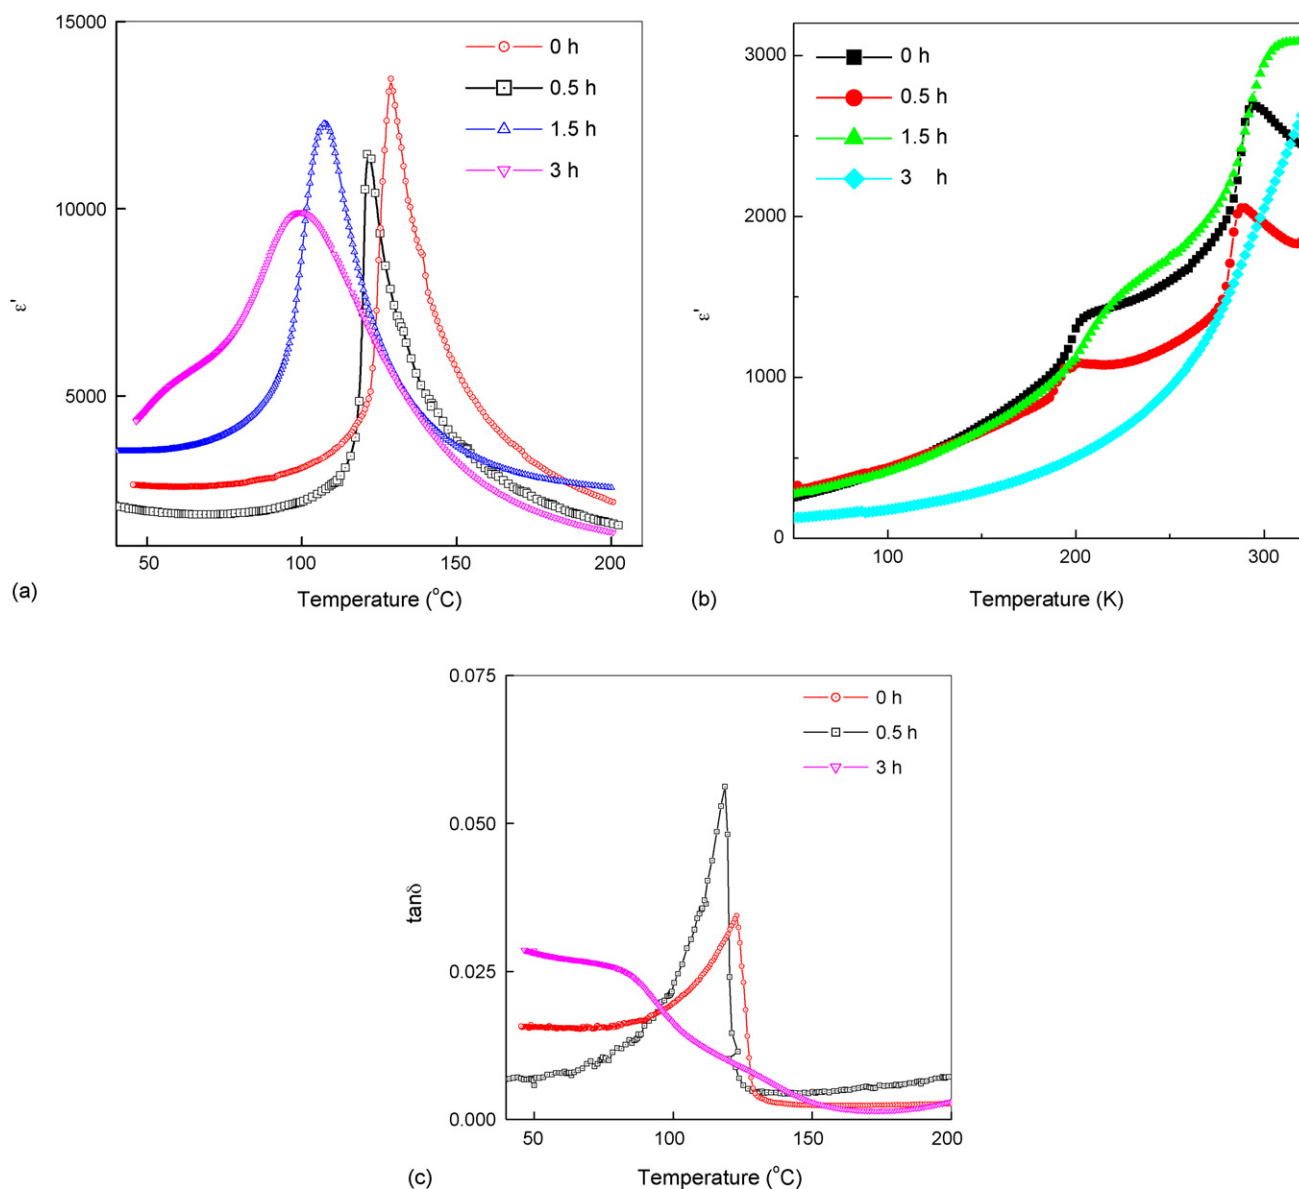 15000
10000
5000
ε'
0 h
0.5 h
1.5 h
3 h
50
100
150
200
(a)
Temperature (°C)
3000
2000
1000
0
ε'
0 h
0.5 h
1.5 h
3 h
100
200
300
(b)
Temperature (K)
0.075
0.050
0.025
0.000
tanδ
0 h
0.5 h
3 h
50
100
150
200
(c)
Temperature (°C)